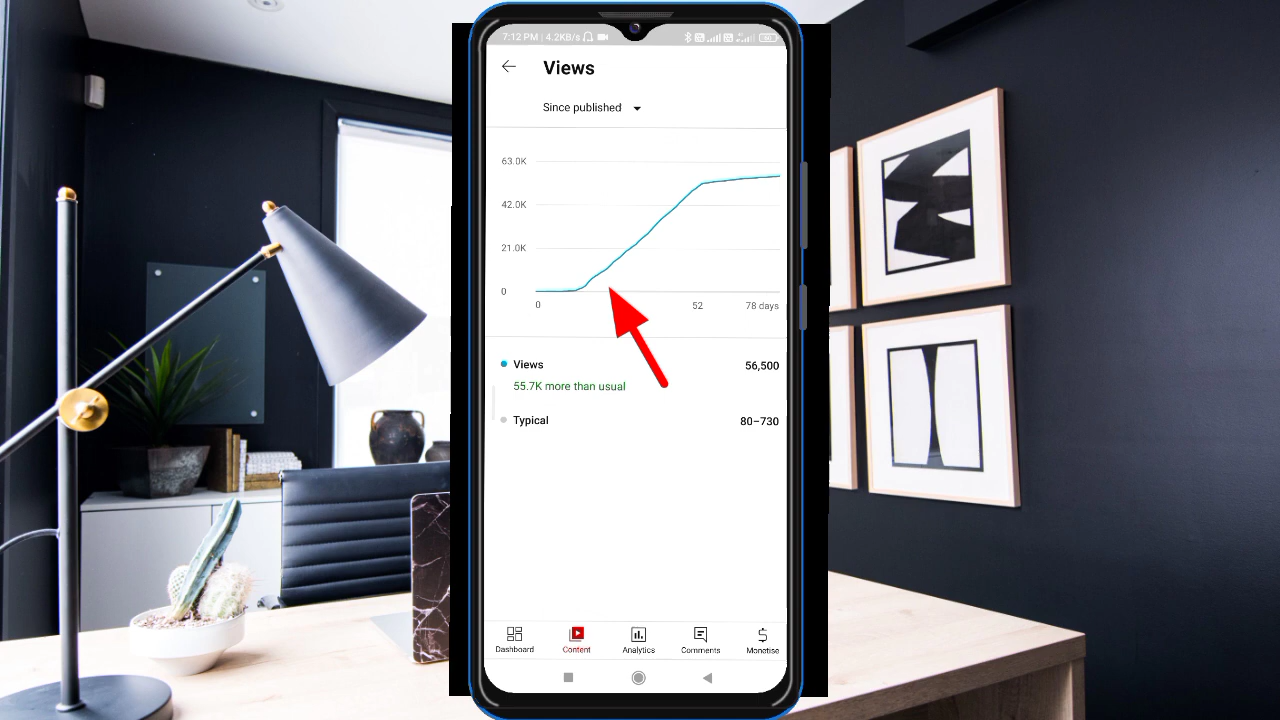 7:12 PM | 4.2KB/s
Views
Since published
63.0K
42.0K
21.0K
0
0 52 78 days
Views 56,500
55.7K more than usual
Typical 80–730
Dashboard Content Analytics Comments Monetise